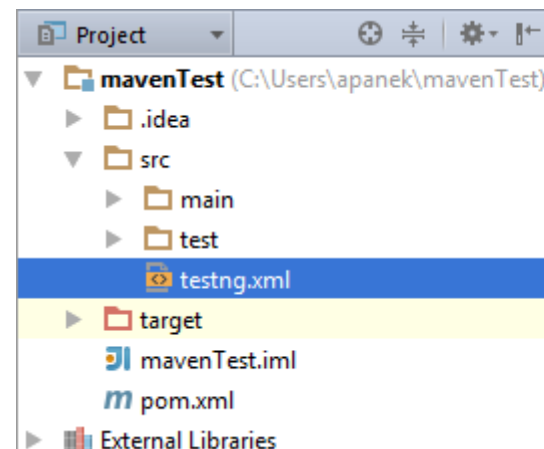 Project
mavenTest (C:\Users\apanek\mavenTest)
.idea
src
main
test
testng.xml
target
mavenTest.iml
pom.xml
External Libraries